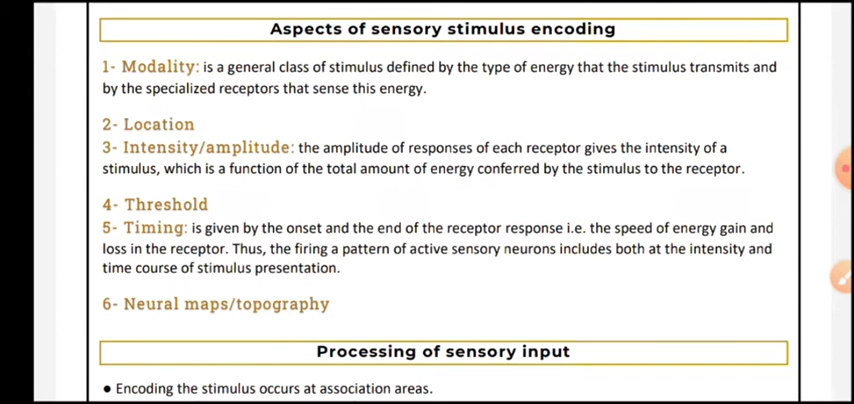 Aspects of sensory stimulus encoding
1- Modality: is a general class of stimulus defined by the type of energy that the stimulus transmits and
by the specialized receptors that sense this energy.
2- Location
3- Intensity/amplitude: the amplitude of responses of each receptor gives the intensity of a
stimulus, which is a function of the total amount of energy conferred by the stimulus to the receptor.
4- Threshold
5- Timing: is given by the onset and the end of the receptor response i.e. the speed of energy gain and
loss in the receptor. Thus, the firing a pattern of active sensory neurons includes both at the intensity and
time course of stimulus presentation.
6- Neural maps/topography
Processing of sensory input
● Encoding the stimulus occurs at association areas.